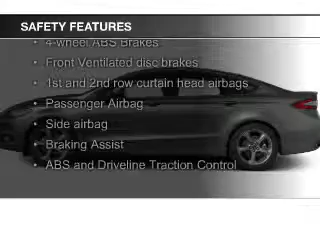 SAFETY FEATURES
• 4-wheel ABS Brakes
• Front Ventilated disc brakes
• 1st and 2nd row curtain head airbags
• Passenger Airbag
• Side airbag
• Braking Assist
• ABS and Driveline Traction Control